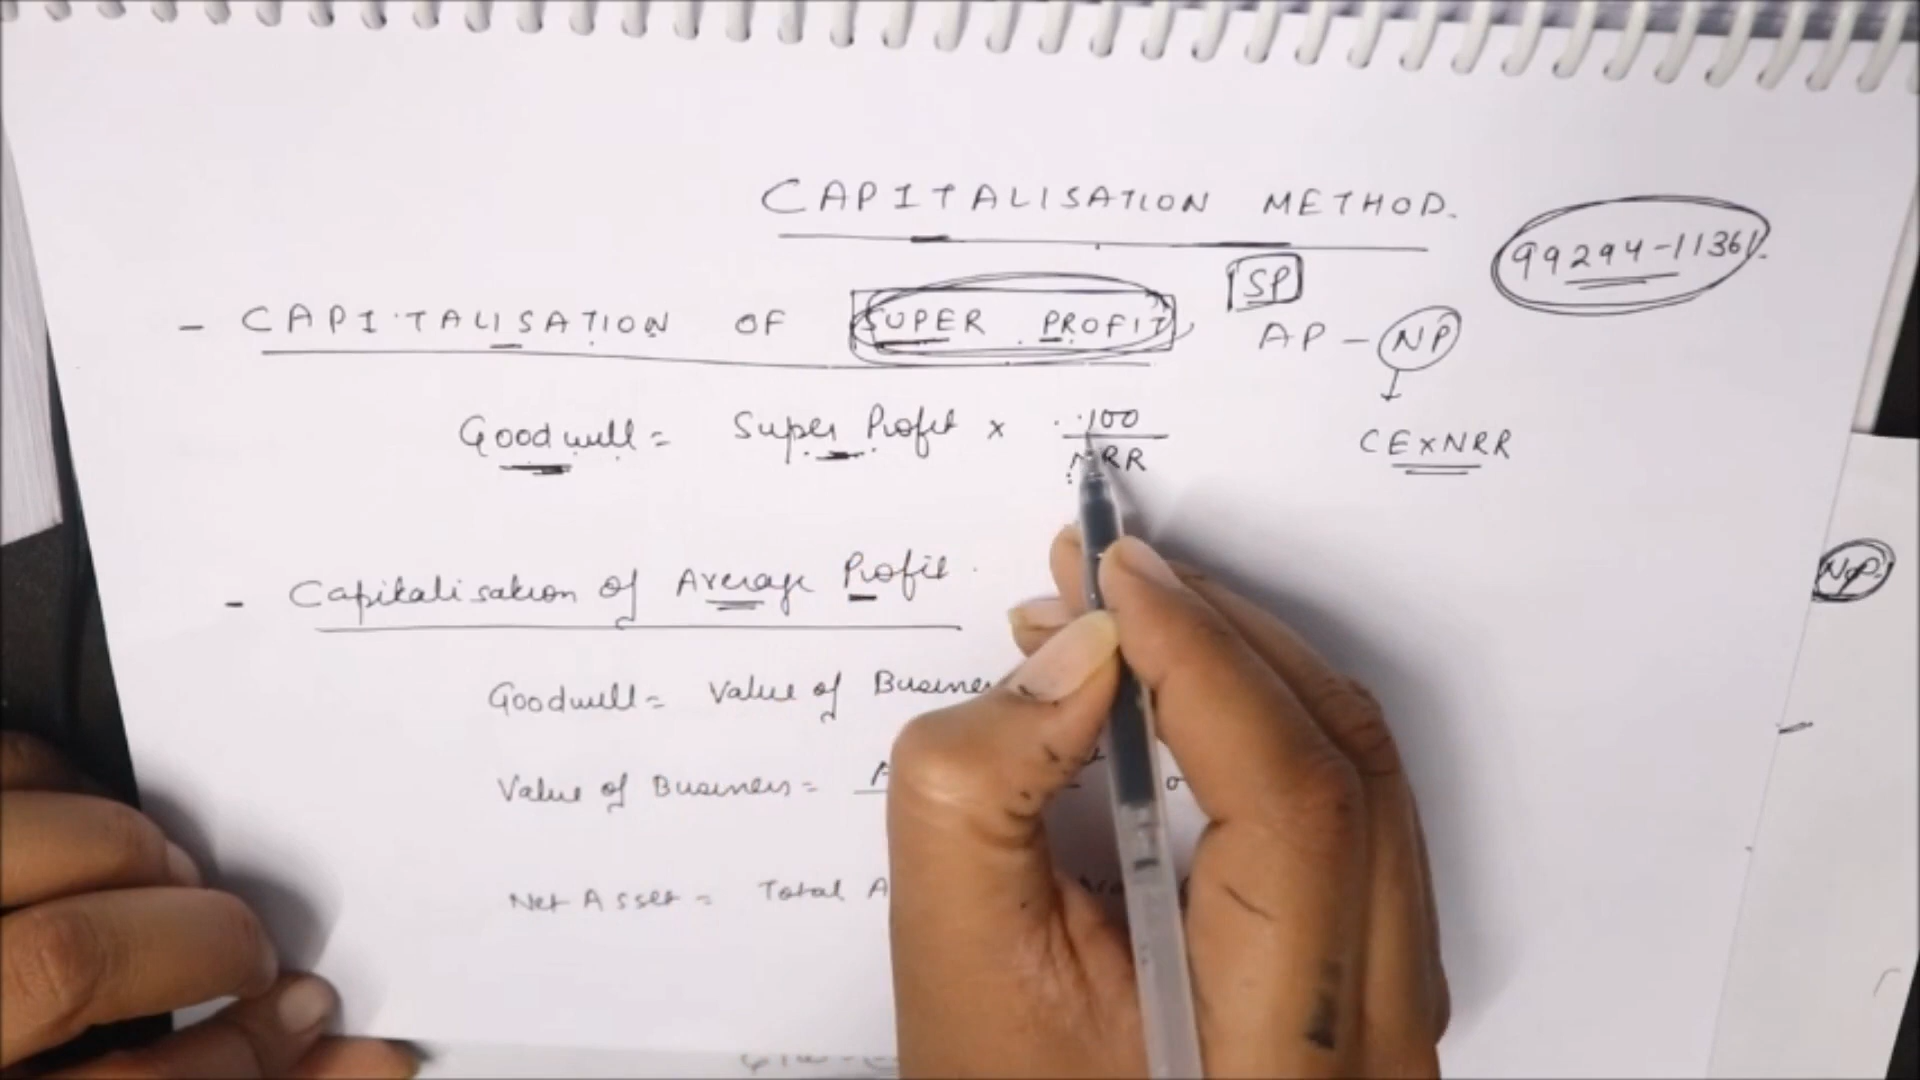 CAPITALISATION METHOD.
99294-11361.
SP
- CAPITALISATION OF SUPER PROFIT
AP - NP
Goodwill = Super Profit × 100
NRR
CE×NRR
- Capitalisation of Average Profit
NP
Goodwill = Value of
Value of Business =
Net Asset = Total